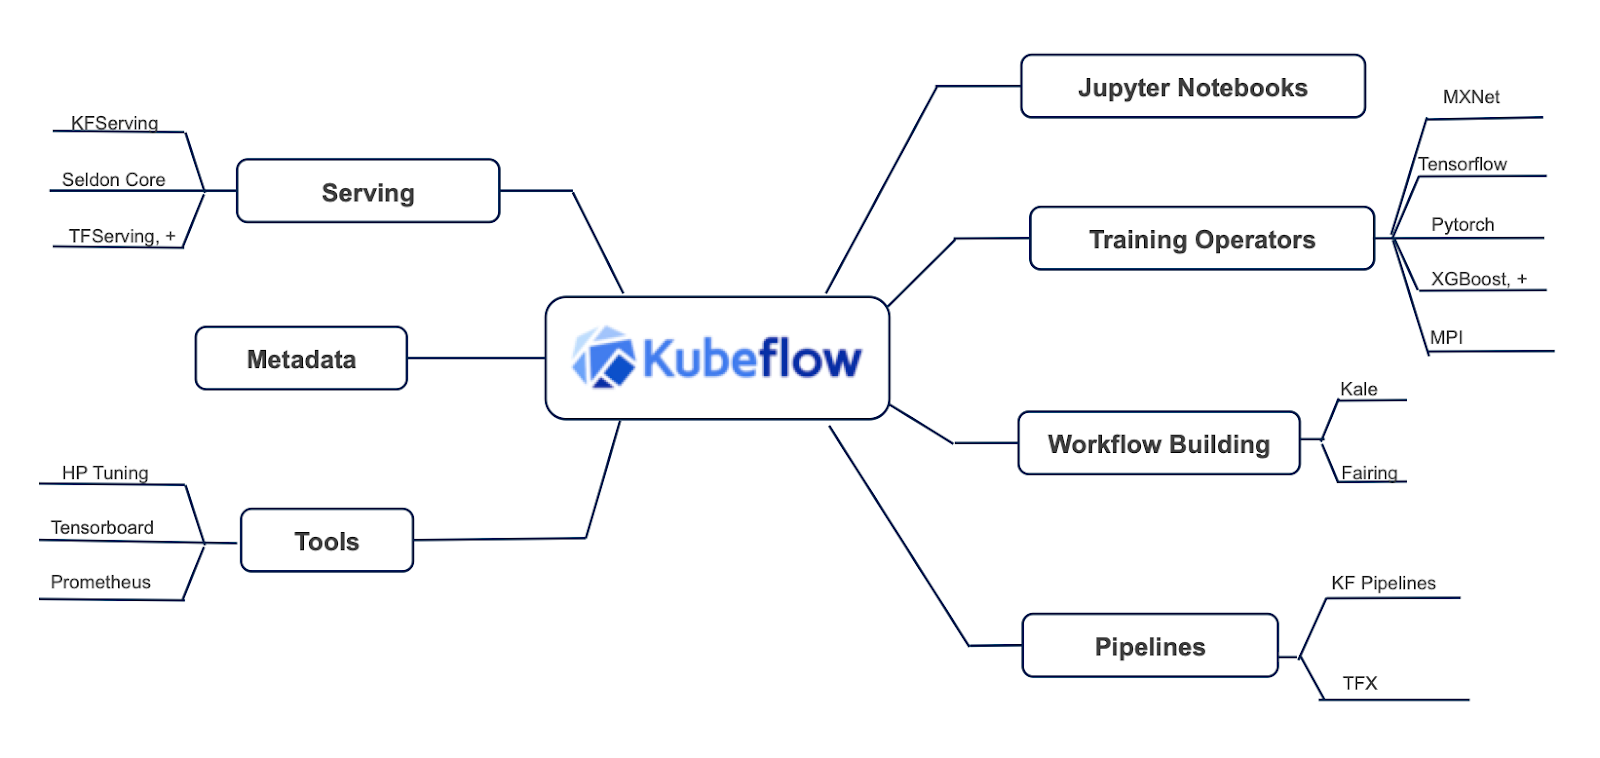 KFServing
Seldon Core
TFServing, +
Serving
Metadata
HP Tuning
Tensorboard
Prometheus
Tools
Kubeflow
Jupyter Notebooks
Training Operators
MXNet
Tensorflow
Pytorch
XGBoost, +
MPI
Workflow Building
Kale
Fairing
Pipelines
KF Pipelines
TFX